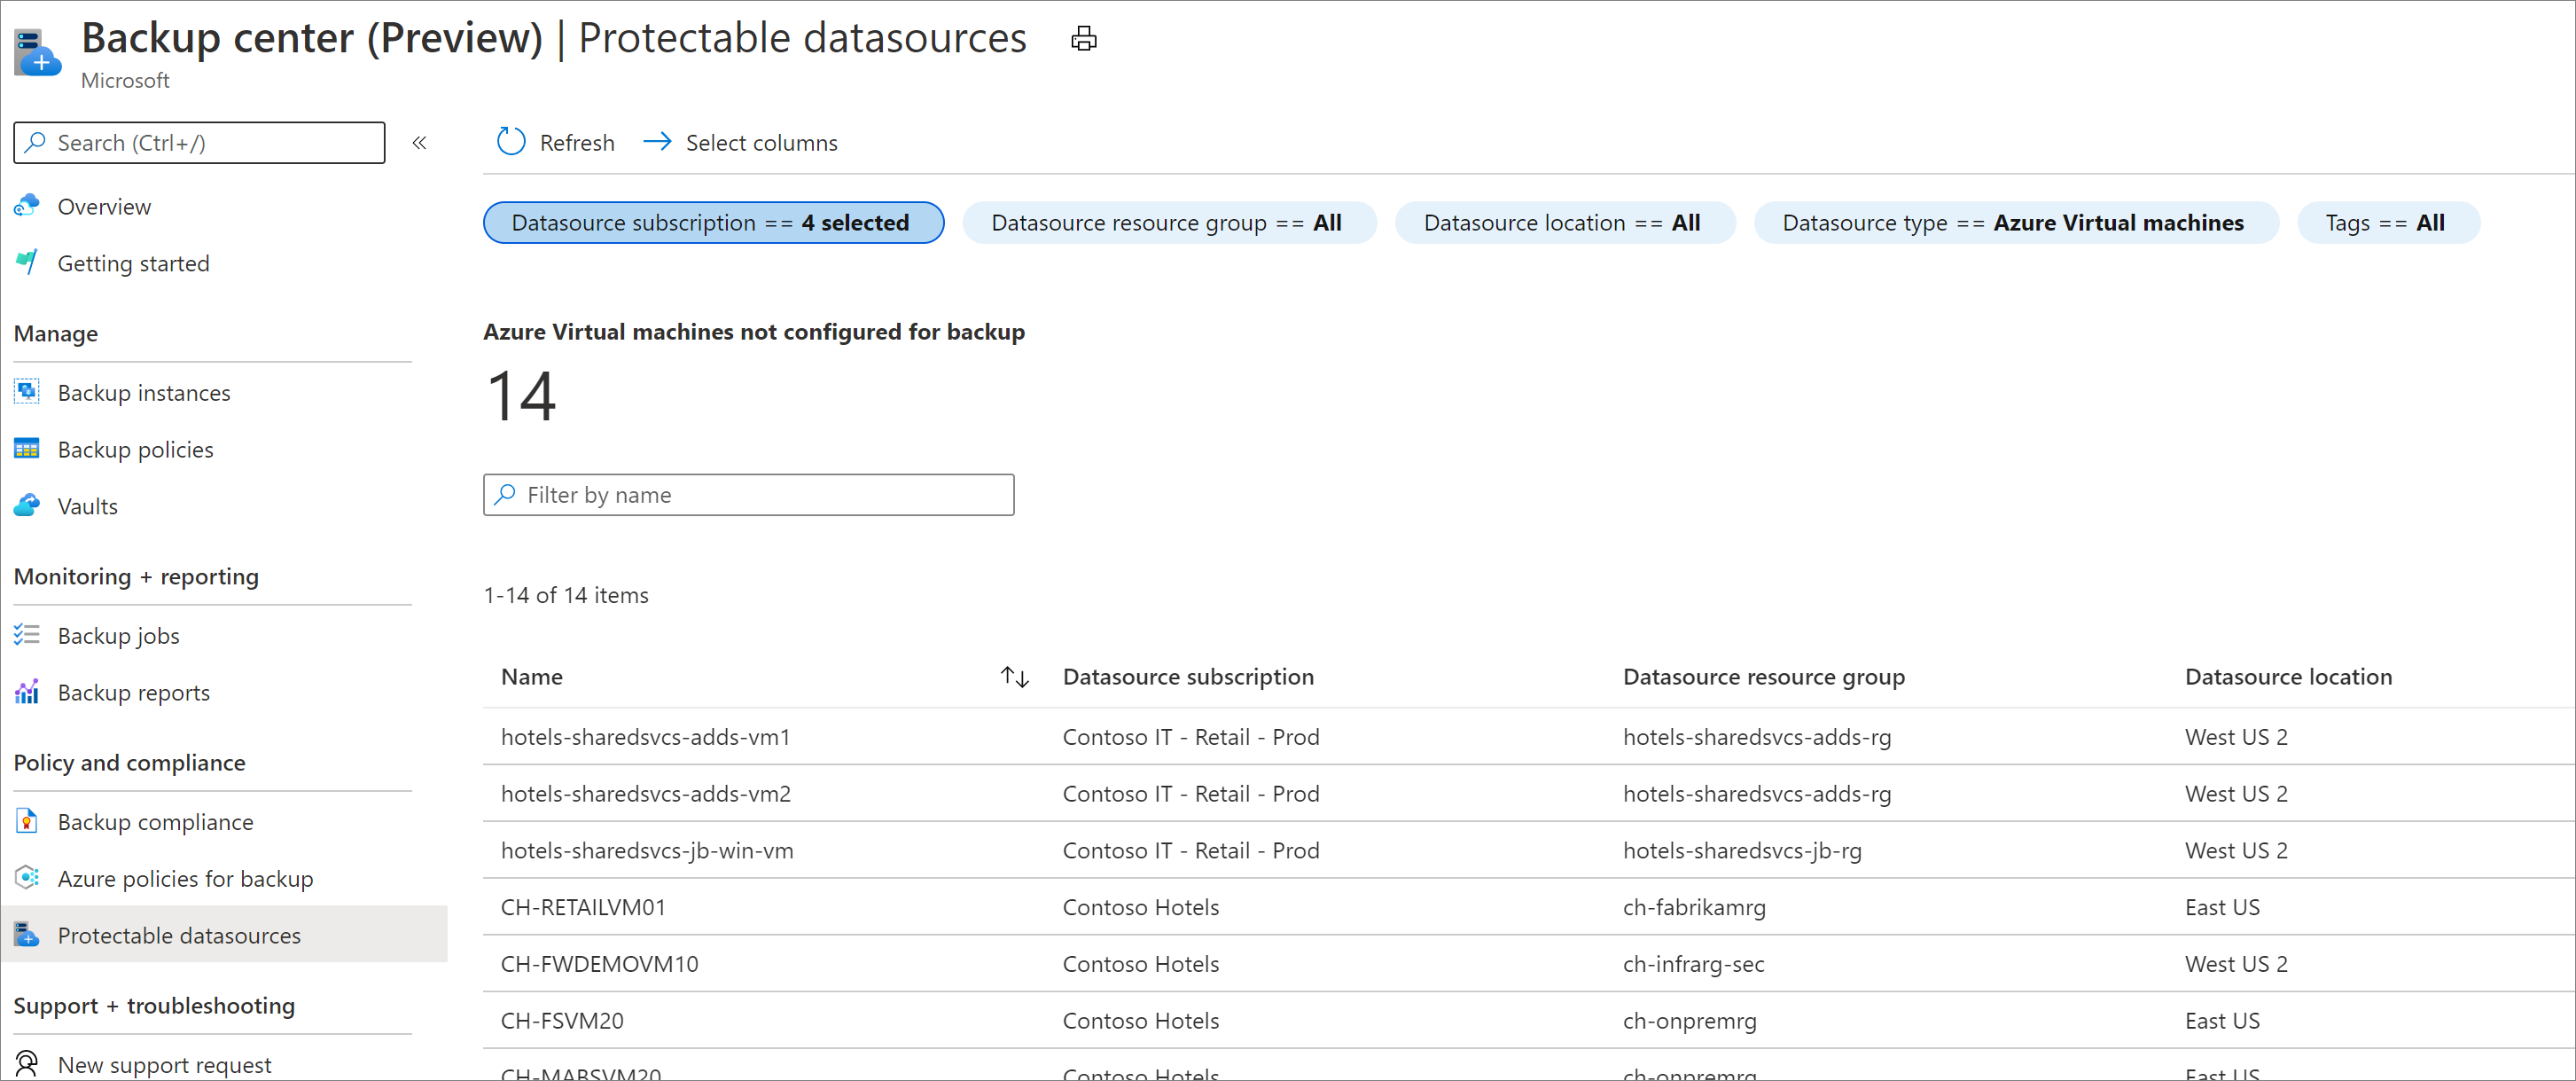 Backup center (Preview) | Protectable datasources
Microsoft
Search (Ctrl+/)
«
Overview
Getting started
Manage
Backup instances
Backup policies
Vaults
Monitoring + reporting
Backup jobs
Backup reports
Policy and compliance
Backup compliance
Azure policies for backup
Protectable datasources
Support + troubleshooting
New support request
Refresh Select columns
Datasource subscription == 4 selected Datasource resource group == All Datasource location == All Datasource type == Azure Virtual machines Tags == All
Azure Virtual machines not configured for backup
14
Filter by name
1-14 of 14 items
Name Datasource subscription Datasource resource group Datasource location
hotels-sharedsvcs-adds-vm1 Contoso IT - Retail - Prod hotels-sharedsvcs-adds-rg West US 2
hotels-sharedsvcs-adds-vm2 Contoso IT - Retail - Prod hotels-sharedsvcs-adds-rg West US 2
hotels-sharedsvcs-jb-win-vm Contoso IT - Retail - Prod hotels-sharedsvcs-jb-rg West US 2
CH-RETAILVM01 Contoso Hotels ch-fabrikamrg East US
CH-FWDEMOVM10 Contoso Hotels ch-infrarg-sec West US 2
CH-FSVM20 Contoso Hotels ch-onpremrg East US
CH-MABSVM20 Contoso Hotels ch-onpremrg East US